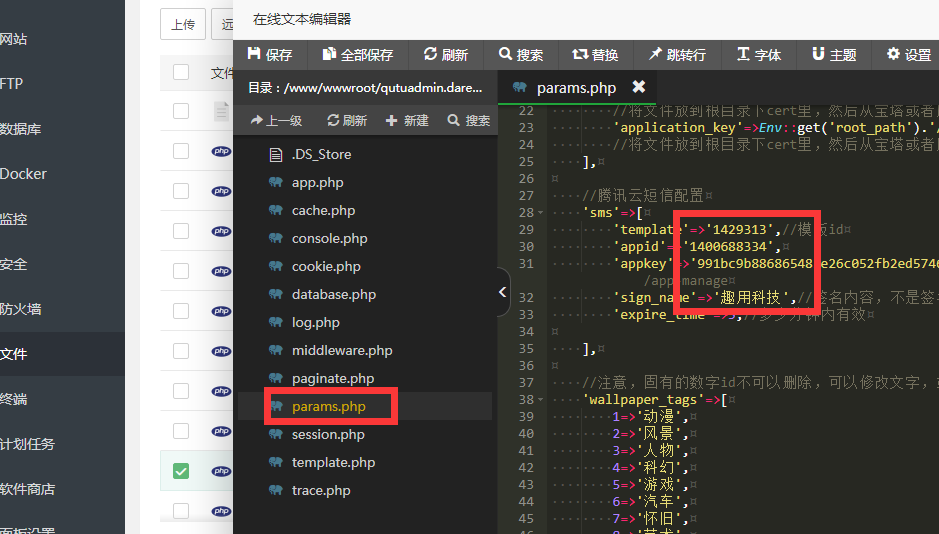 在线文本编辑器
上传
网站
FTP
数据库
Docker
监控
安全
防火墙
文件
终端
计划任务
软件商店
面板设置
保存 全部保存 刷新 搜索 替换 跳转行 字体 主题 设置
目录：/www/wwwroot/qutuadmin.dare...
上一级 刷新 新建 搜索
.DS_Store
app.php
cache.php
console.php
cookie.php
database.php
log.php
middleware.php
paginate.php
params.php
session.php
template.php
trace.php
params.php
22 //将文件放到根目录下cert里，然后从宝塔或者
23 'application_key'=>Env::get('root_path').'
24 //将文件放到根目录下cert里，然后从宝塔或者
25 ],
26
27 //腾讯云短信配置
28 'sms'=>[
29 'template'=>'1429313',//模板id
30 'appid'=>'1400688334',
31 'appkey'=>'991bc9b88686548 e26c052fb2ed574
/app-manage
32 'sign_name'=>'趣用科技',//签名内容，不是签
33 'expire_time'=>5,//多少分钟内有效
34
35 ],
36
37 //注意，固有的数字id不可以删除，可以修改文字，
38 'wallpaper_tags'=>[
39 1=>'动漫',
40 2=>'风景',
41 3=>'人物',
42 4=>'科幻',
43 5=>'游戏',
44 6=>'汽车',
45 7=>'怀旧',